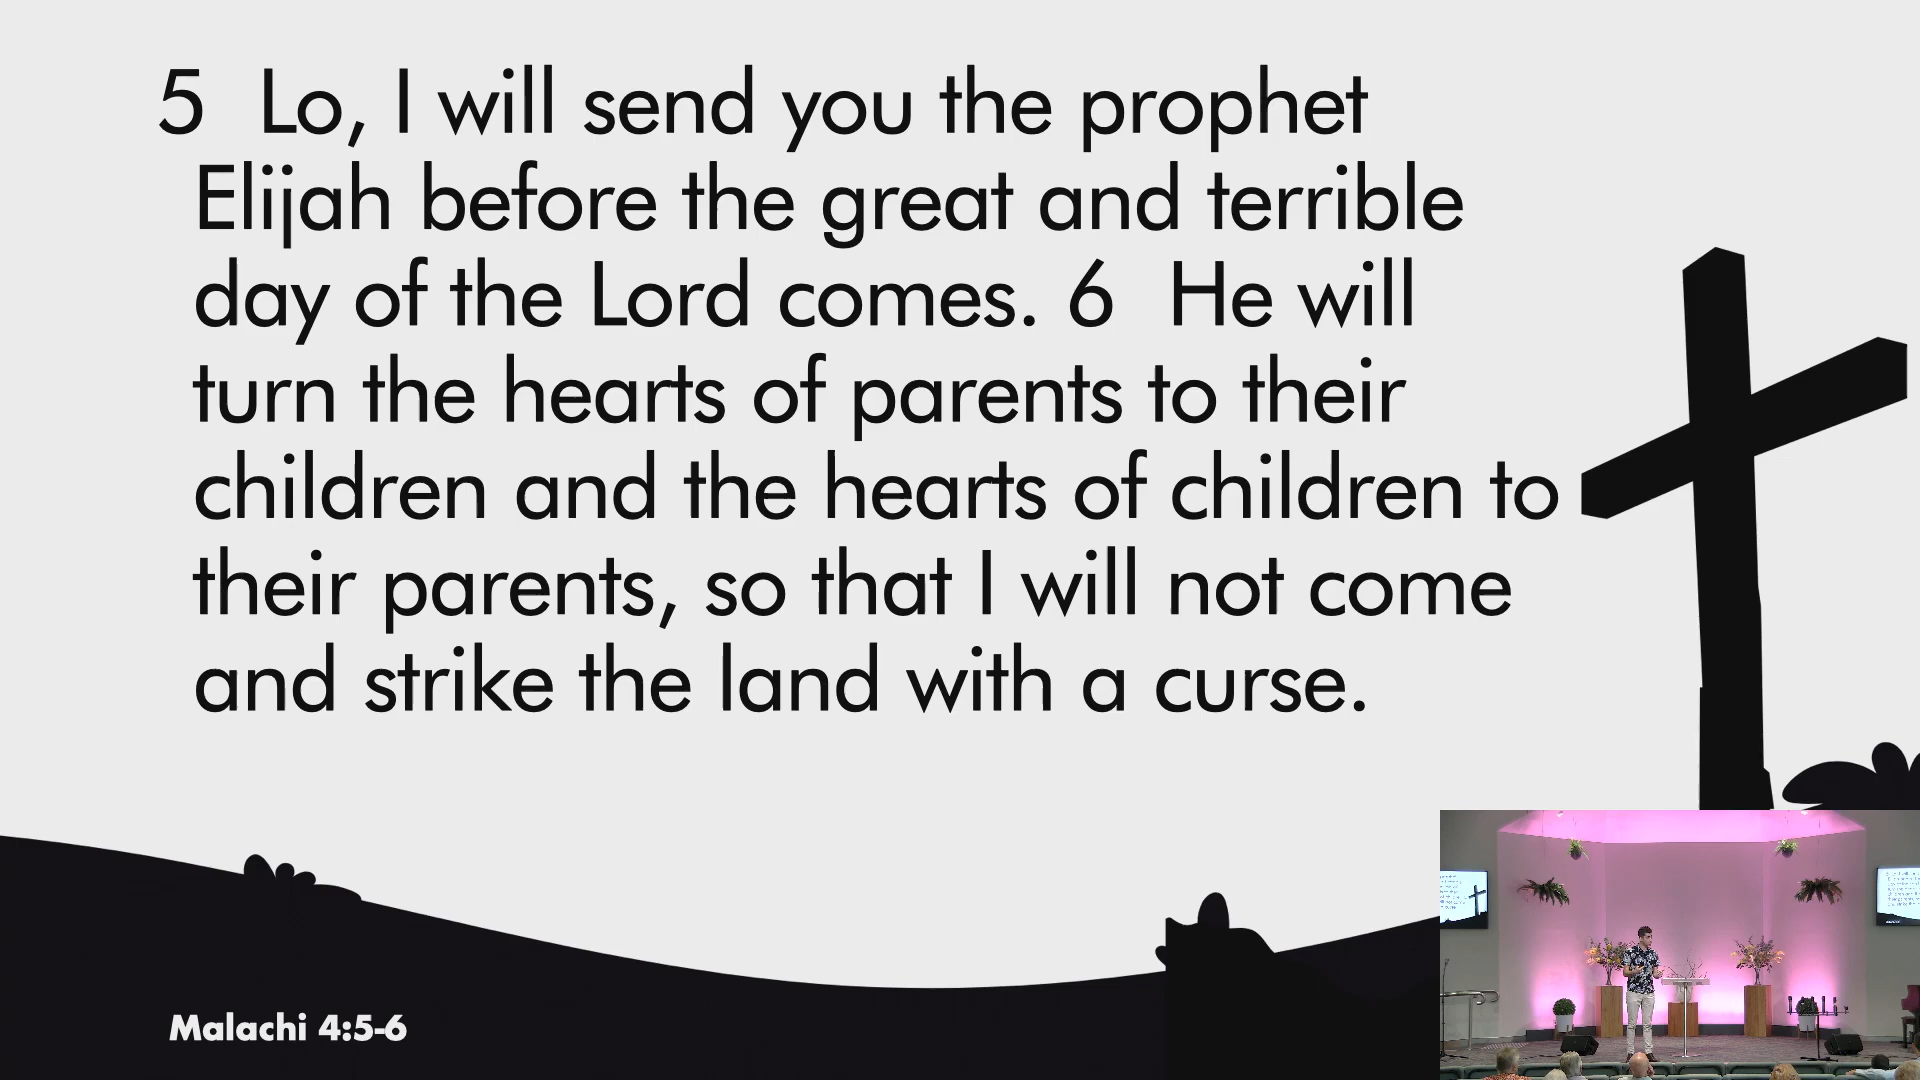 5 Lo, I will send you the prophet
Elijah before the great and terrible
day of the Lord comes. 6 He will
turn the hearts of parents to their
children and the hearts of children to
their parents, so that I will not come
and strike the land with a curse.
Malachi 4:5-6